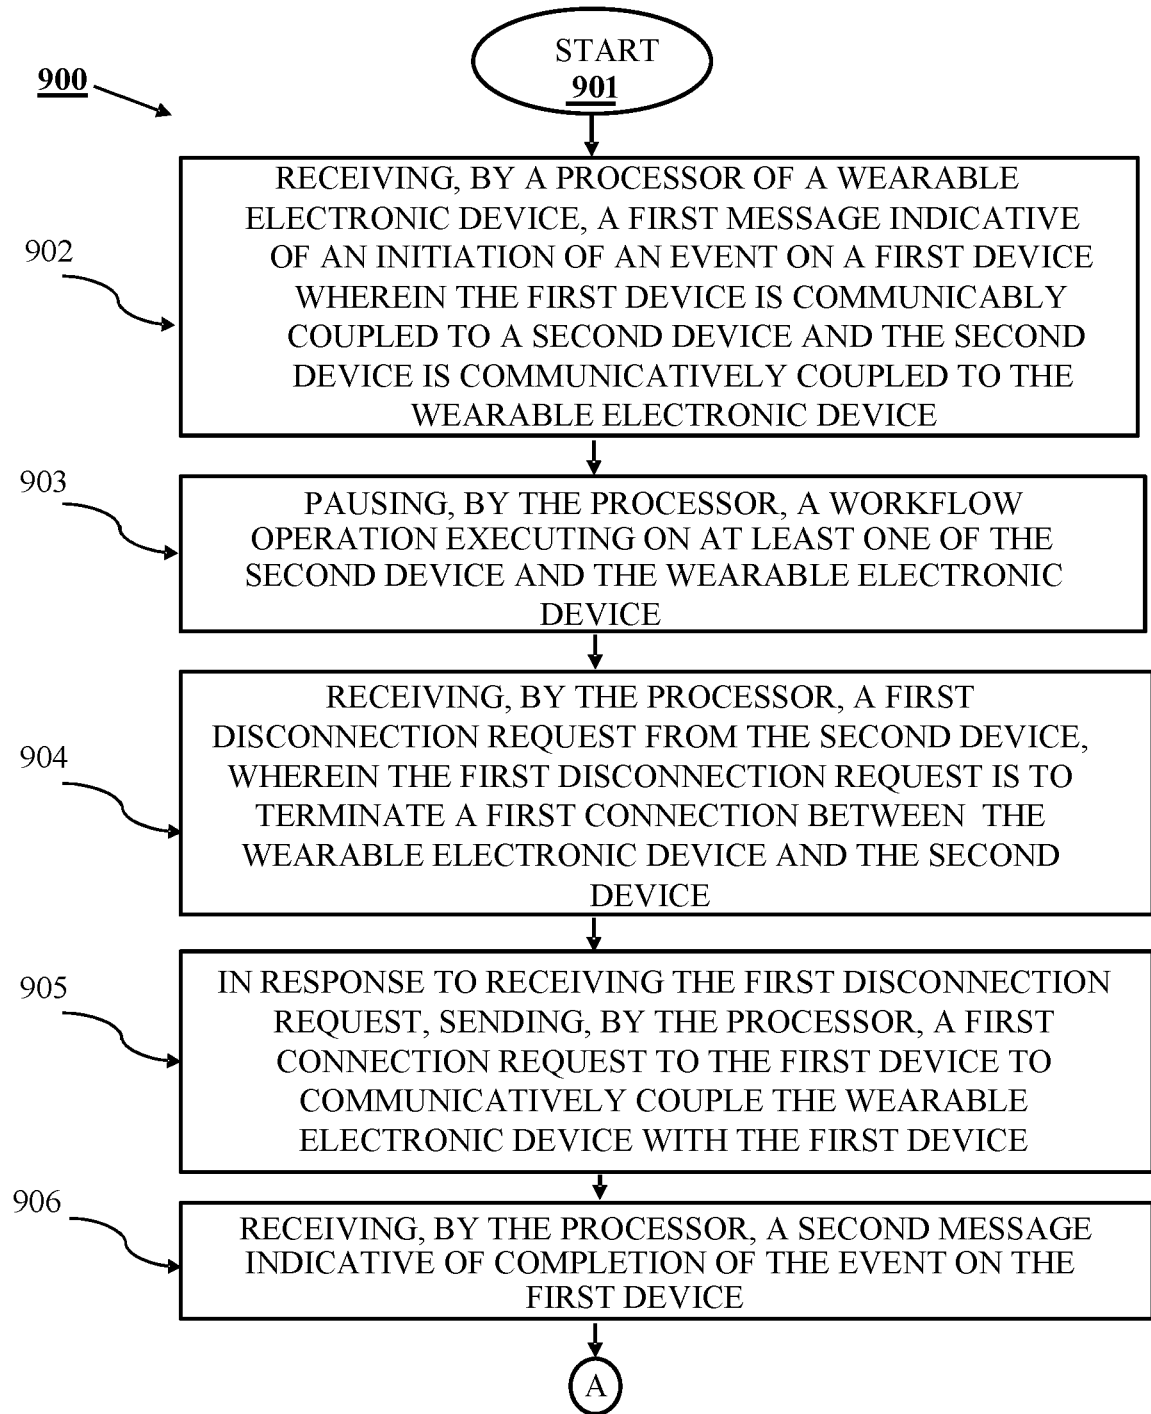 START
901
900
RECEIVING, BY A PROCESSOR OF A WEARABLE
ELECTRONIC DEVICE, A FIRST MESSAGE INDICATIVE
OF AN INITIATION OF AN EVENT ON A FIRST DEVICE
WHEREIN THE FIRST DEVICE IS COMMUNICABLY
COUPLED TO A SECOND DEVICE AND THE SECOND
DEVICE IS COMMUNICATIVELY COUPLED TO THE
WEARABLE ELECTRONIC DEVICE
902
903
PAUSING, BY THE PROCESSOR, A WORKFLOW
OPERATION EXECUTING ON AT LEAST ONE OF THE
SECOND DEVICE AND THE WEARABLE ELECTRONIC
DEVICE
904
RECEIVING, BY THE PROCESSOR, A FIRST
DISCONNECTION REQUEST FROM THE SECOND DEVICE,
WHEREIN THE FIRST DISCONNECTION REQUEST IS TO
TERMINATE A FIRST CONNECTION BETWEEN THE
WEARABLE ELECTRONIC DEVICE AND THE SECOND
DEVICE
905
IN RESPONSE TO RECEIVING THE FIRST DISCONNECTION
REQUEST, SENDING, BY THE PROCESSOR, A FIRST
CONNECTION REQUEST TO THE FIRST DEVICE TO
COMMUNICATIVELY COUPLE THE WEARABLE
ELECTRONIC DEVICE WITH THE FIRST DEVICE
906
RECEIVING, BY THE PROCESSOR, A SECOND MESSAGE
INDICATIVE OF COMPLETION OF THE EVENT ON THE
FIRST DEVICE
A